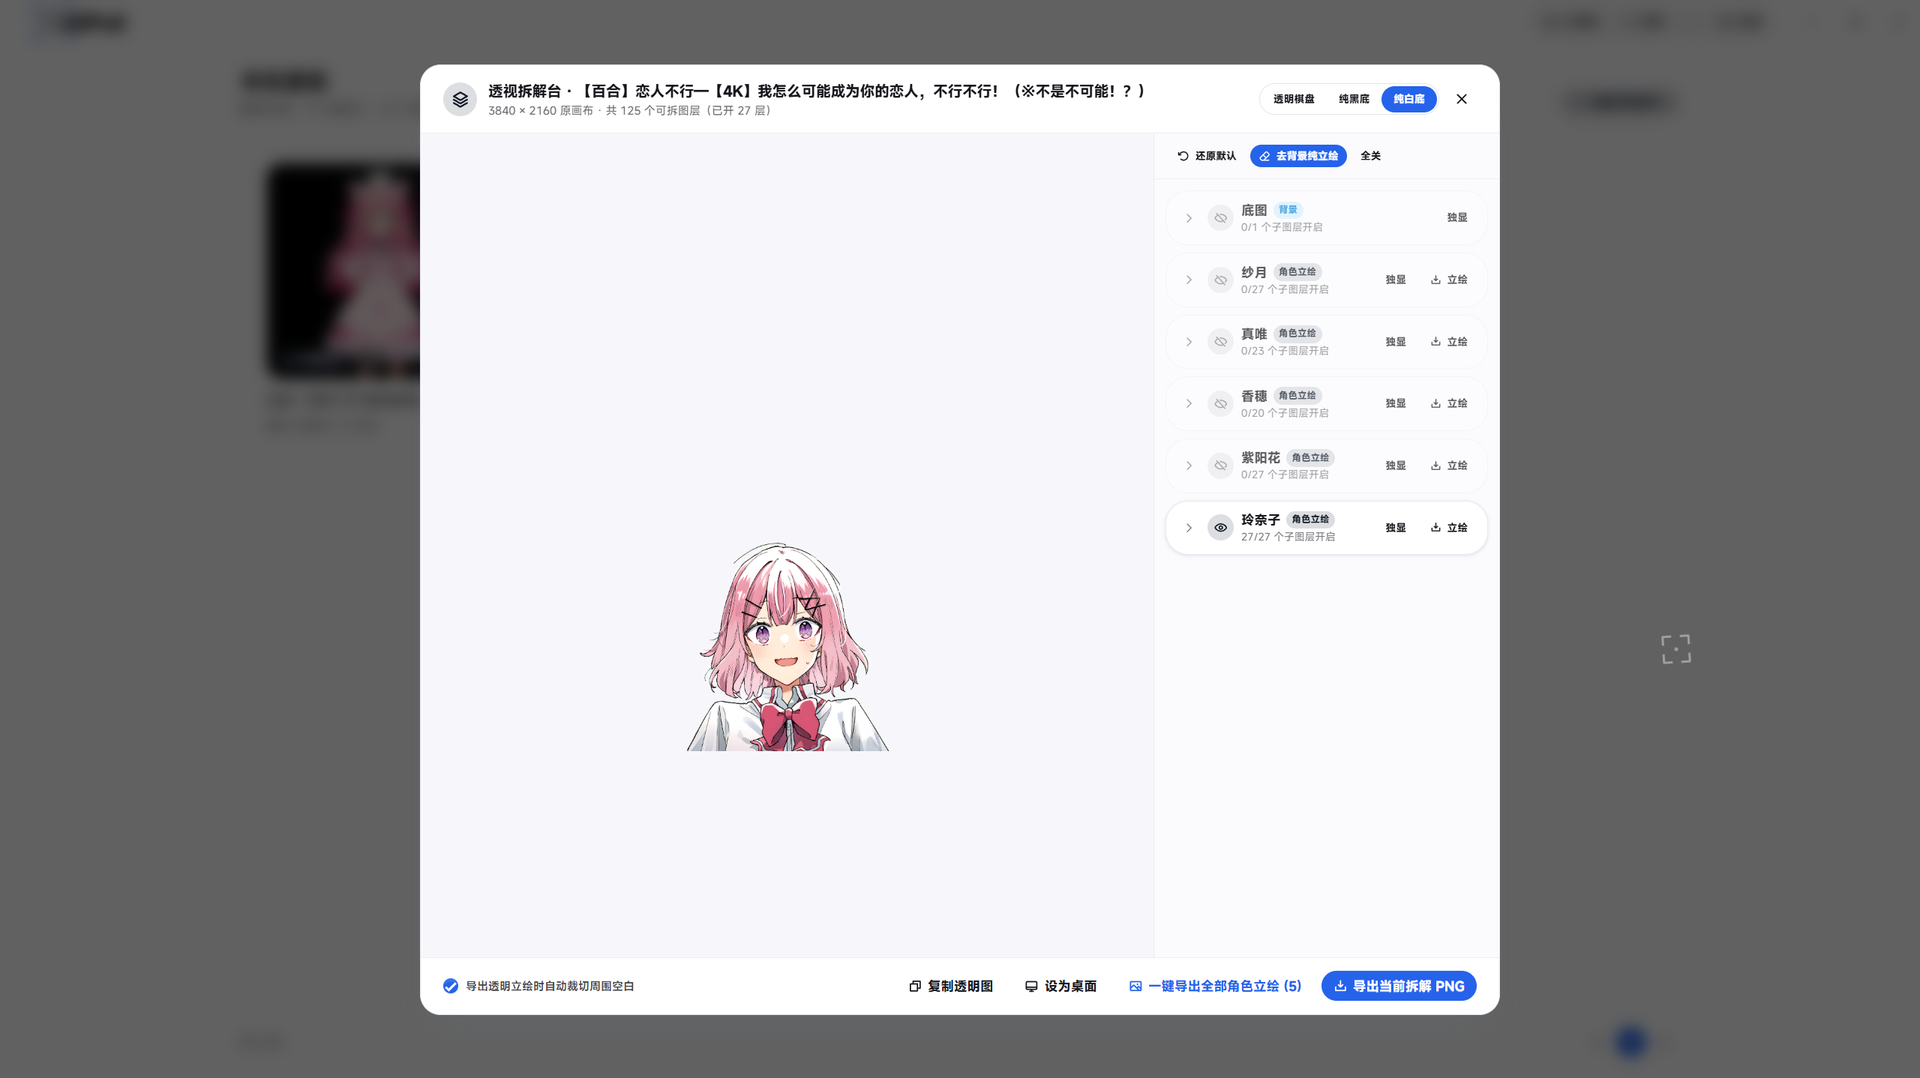 透视拆解台 · 【百合】恋人不行—【4K】我怎么可能成为你的恋人，不行不行！（※不是不可能！？）
3840 × 2160 原画布 · 共 125 个可拆图层（已开 27 层）
透明棋盘 纯黑底 纯白底
还原默认 去背景纯立绘 全关
底图 背景
0/1 个子图层开启
独显
纱月 角色立绘
0/27 个子图层开启
独显 立绘
真唯 角色立绘
0/23 个子图层开启
独显 立绘
香穗 角色立绘
0/20 个子图层开启
独显 立绘
紫阳花 角色立绘
0/27 个子图层开启
独显 立绘
玲奈子 角色立绘
27/27 个子图层开启
独显 立绘
导出透明立绘时自动裁切周围空白
复制透明图 设为桌面 一键导出全部角色立绘 (5) 导出当前拆解 PNG